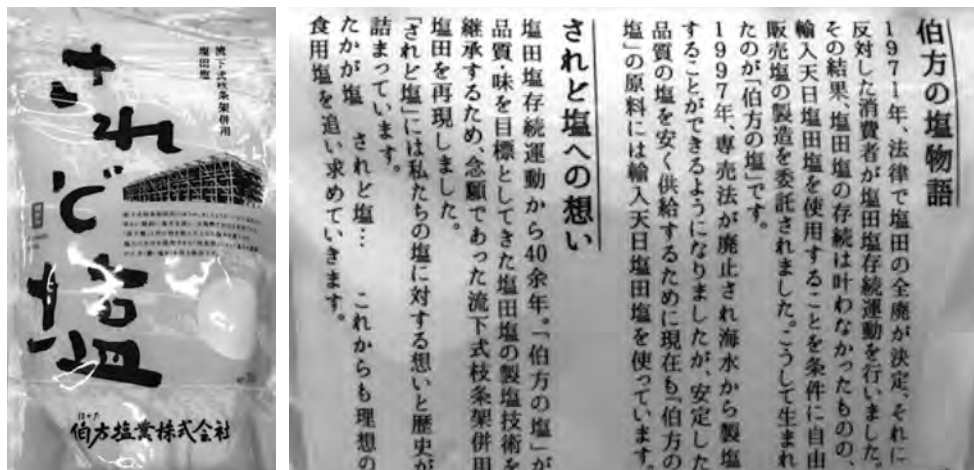 流下式枝条架併用
塩田塩
されど塩
はかた
伯方塩業株式会社
伯方の塩物語
1971年、法律で塩田の全廃が決定、それに
反対した消費者が塩田塩存続運動を行いました。
その結果、塩田塩の存続は叶わなかったものの、
輸入天日塩田塩を使用することを条件に自由
販売塩の製造を委託されました。こうして生まれ
たのが「伯方の塩」です。
1997年、専売法が廃止され海水から製塩
することができるようになりましたが、安定した
品質の塩を安く供給するために現在も「伯方の
塩」の原料には輸入天日塩田塩を使っています。
されど塩への想い
塩田塩存続運動から40余年。「伯方の塩」が
品質、味を目標としてきた塩田塩の製塩技術を
継承するため、念願であった流下式枝条架併用
塩田を再現しました。
「されど塩」には私たちの塩に対する想いと歴史が
詰まっています。
たかが塩 されど塩… これからも理想の
食用塩を追い求めていきます。